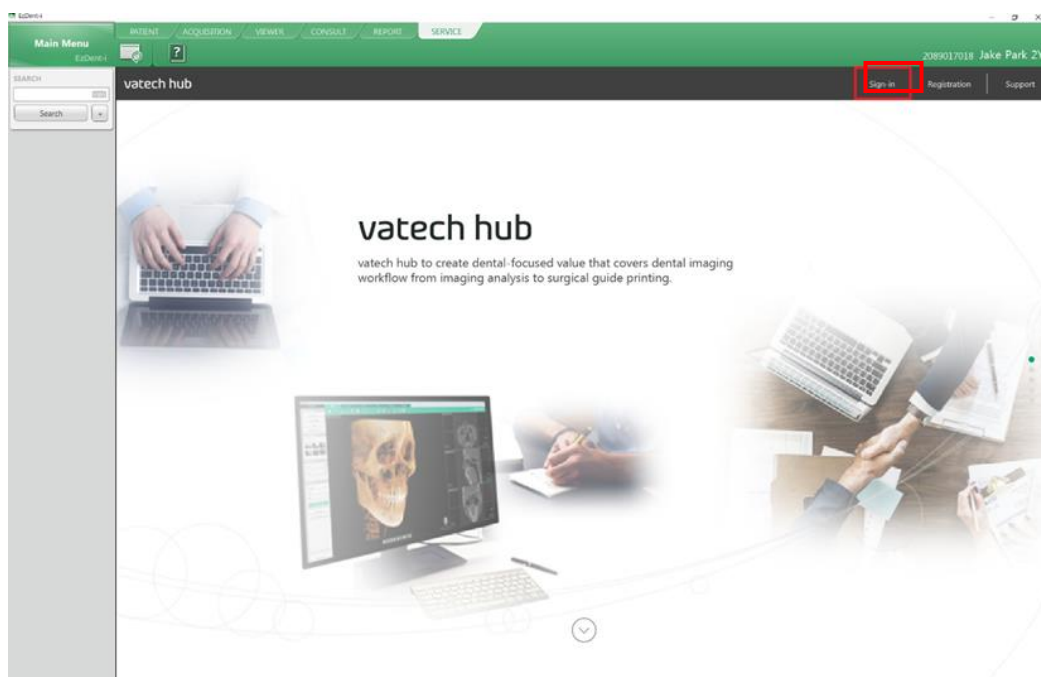 EzDent-i
Main Menu
EzDent-i
PATIENT ACQUISITION VIEWER CONSULT REPORT SERVICE
?
2089017018 Jake Park 2Y
SEARCH
Search
vatech hub
Sign-in Registration Support
vatech hub
vatech hub to create dental-focused value that covers dental imaging
workflow from imaging analysis to surgical guide printing.